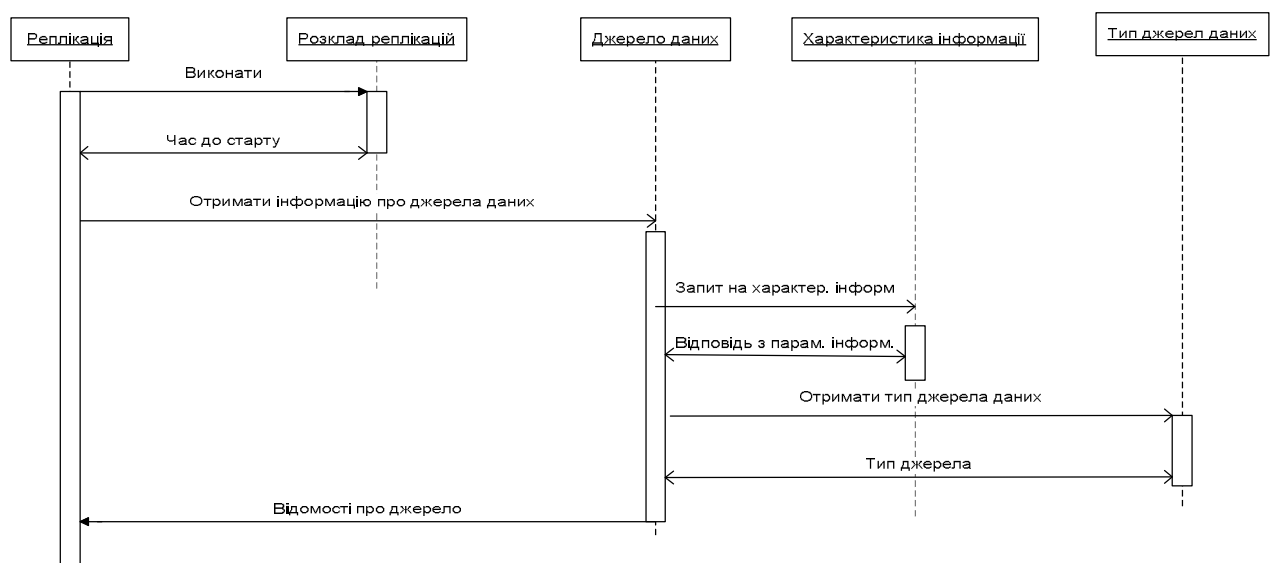 Реплікація
Розклад реплікацій
Джерело даних
Характеристика інформації
Тип джерел даних
Виконати
Час до старту
Отримати інформацію про джерела даних
Запит на характер. інформ
Відповідь з парам. інформ.
Отримати тип джерела даних
Тип джерела
Відомості про джерело